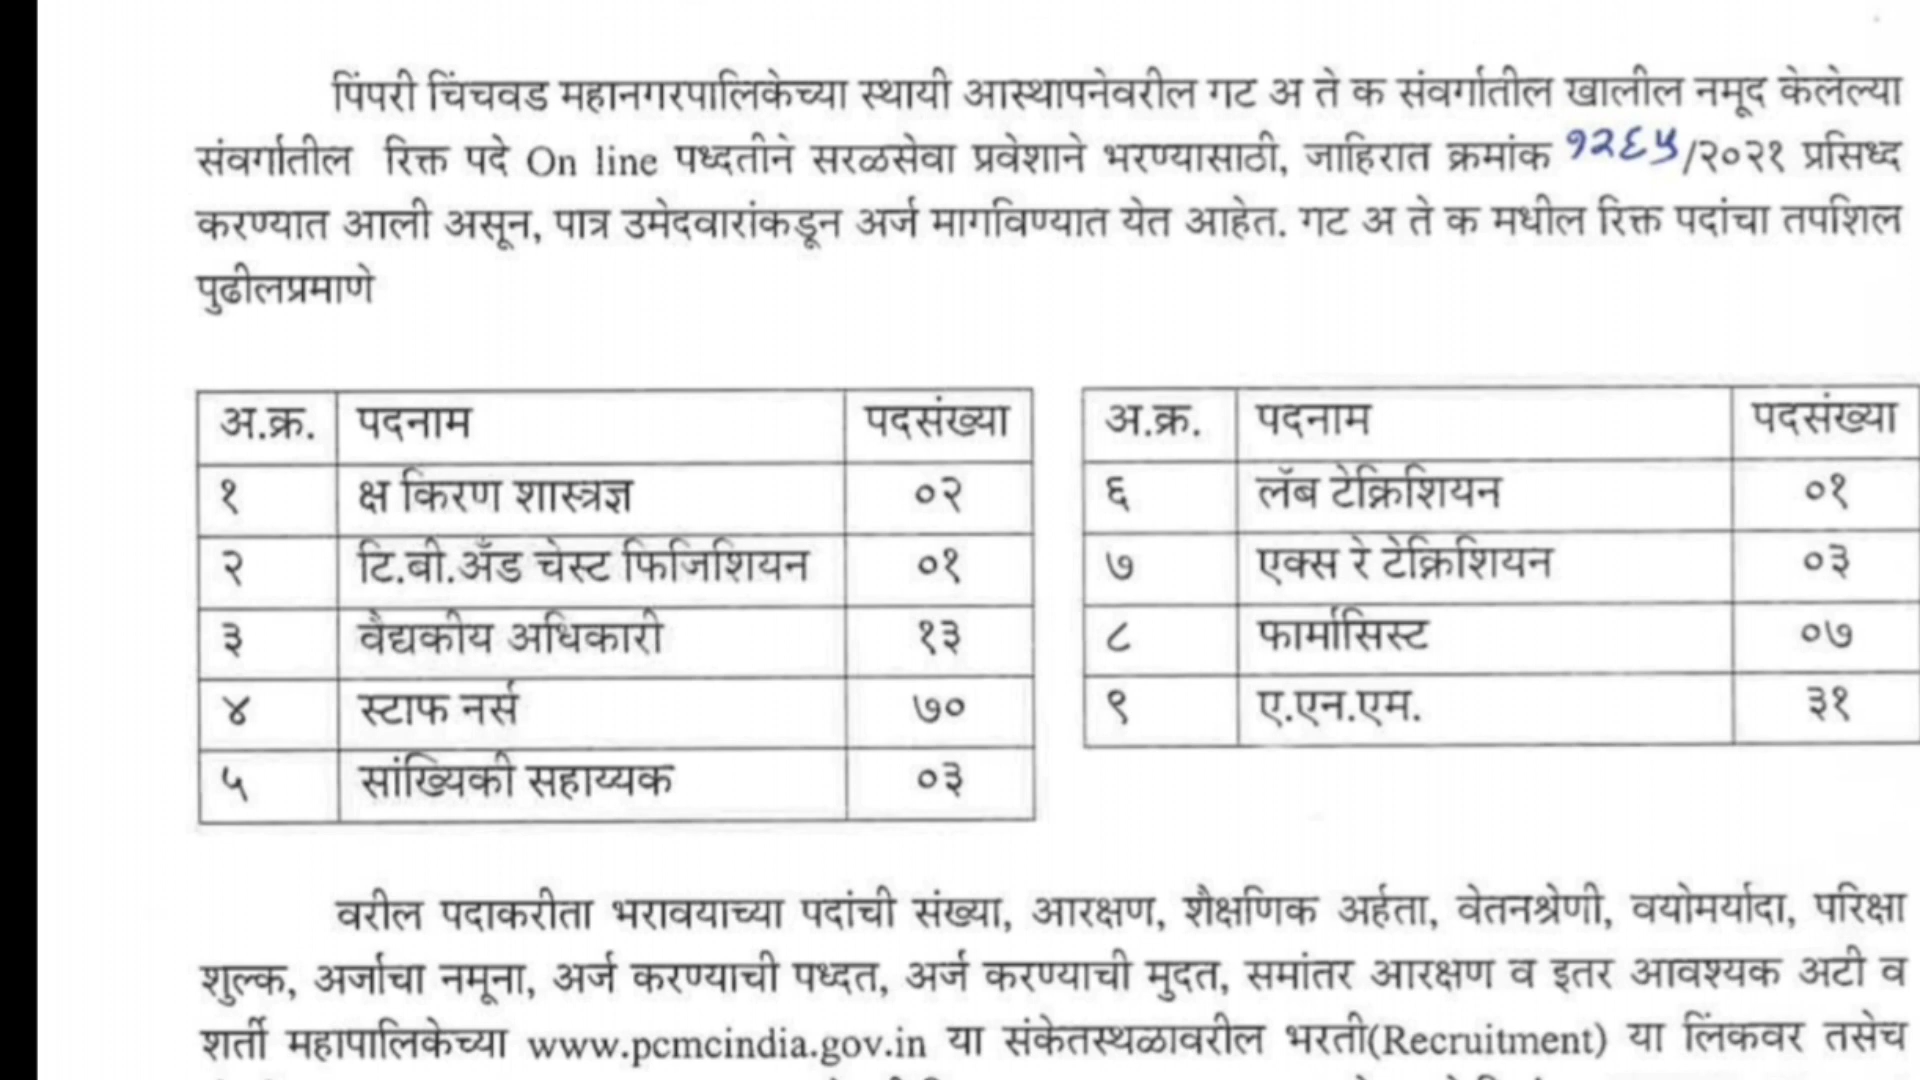 पिंपरी चिंचवड महानगरपालिकेच्या स्थायी आस्थापनेवरील गट अ ते क संवर्गातील खालील नमूद केलेल्या
संवर्गातील रिक्त पदे On line पध्दतीने सरळसेवा प्रवेशाने भरण्यासाठी, जाहिरात क्रमांक १२६५/२०२१ प्रसिध्द
करण्यात आली असून, पात्र उमेदवारांकडून अर्ज मागविण्यात येत आहेत. गट अ ते क मधील रिक्त पदांचा तपशिल
पुढीलप्रमाणे
अ.क्र. पदनाम पदसंख्या
१ क्ष किरण शास्त्रज्ञ ०२
२ टि.बी.अँड चेस्ट फिजिशियन ०१
३ वैद्यकीय अधिकारी १३
४ स्टाफ नर्स ७०
५ सांख्यिकी सहाय्यक ०३
अ.क्र. पदनाम पदसंख्या
६ लॅब टेक्निशियन ०१
७ एक्स रे टेक्निशियन ०३
८ फार्मासिस्ट ०७
९ ए.एन.एम. ३१
वरील पदाकरीता भरावयाच्या पदांची संख्या, आरक्षण, शैक्षणिक अर्हता, वेतनश्रेणी, वयोमर्यादा, परिक्षा
शुल्क, अर्जाचा नमूना, अर्ज करण्याची पध्दत, अर्ज करण्याची मुदत, समांतर आरक्षण व इतर आवश्यक अटी व
शर्ती महापालिकेच्या www.pcmcindia.gov.in या संकेतस्थळावरील भरती(Recruitment) या लिंकवर तसेच